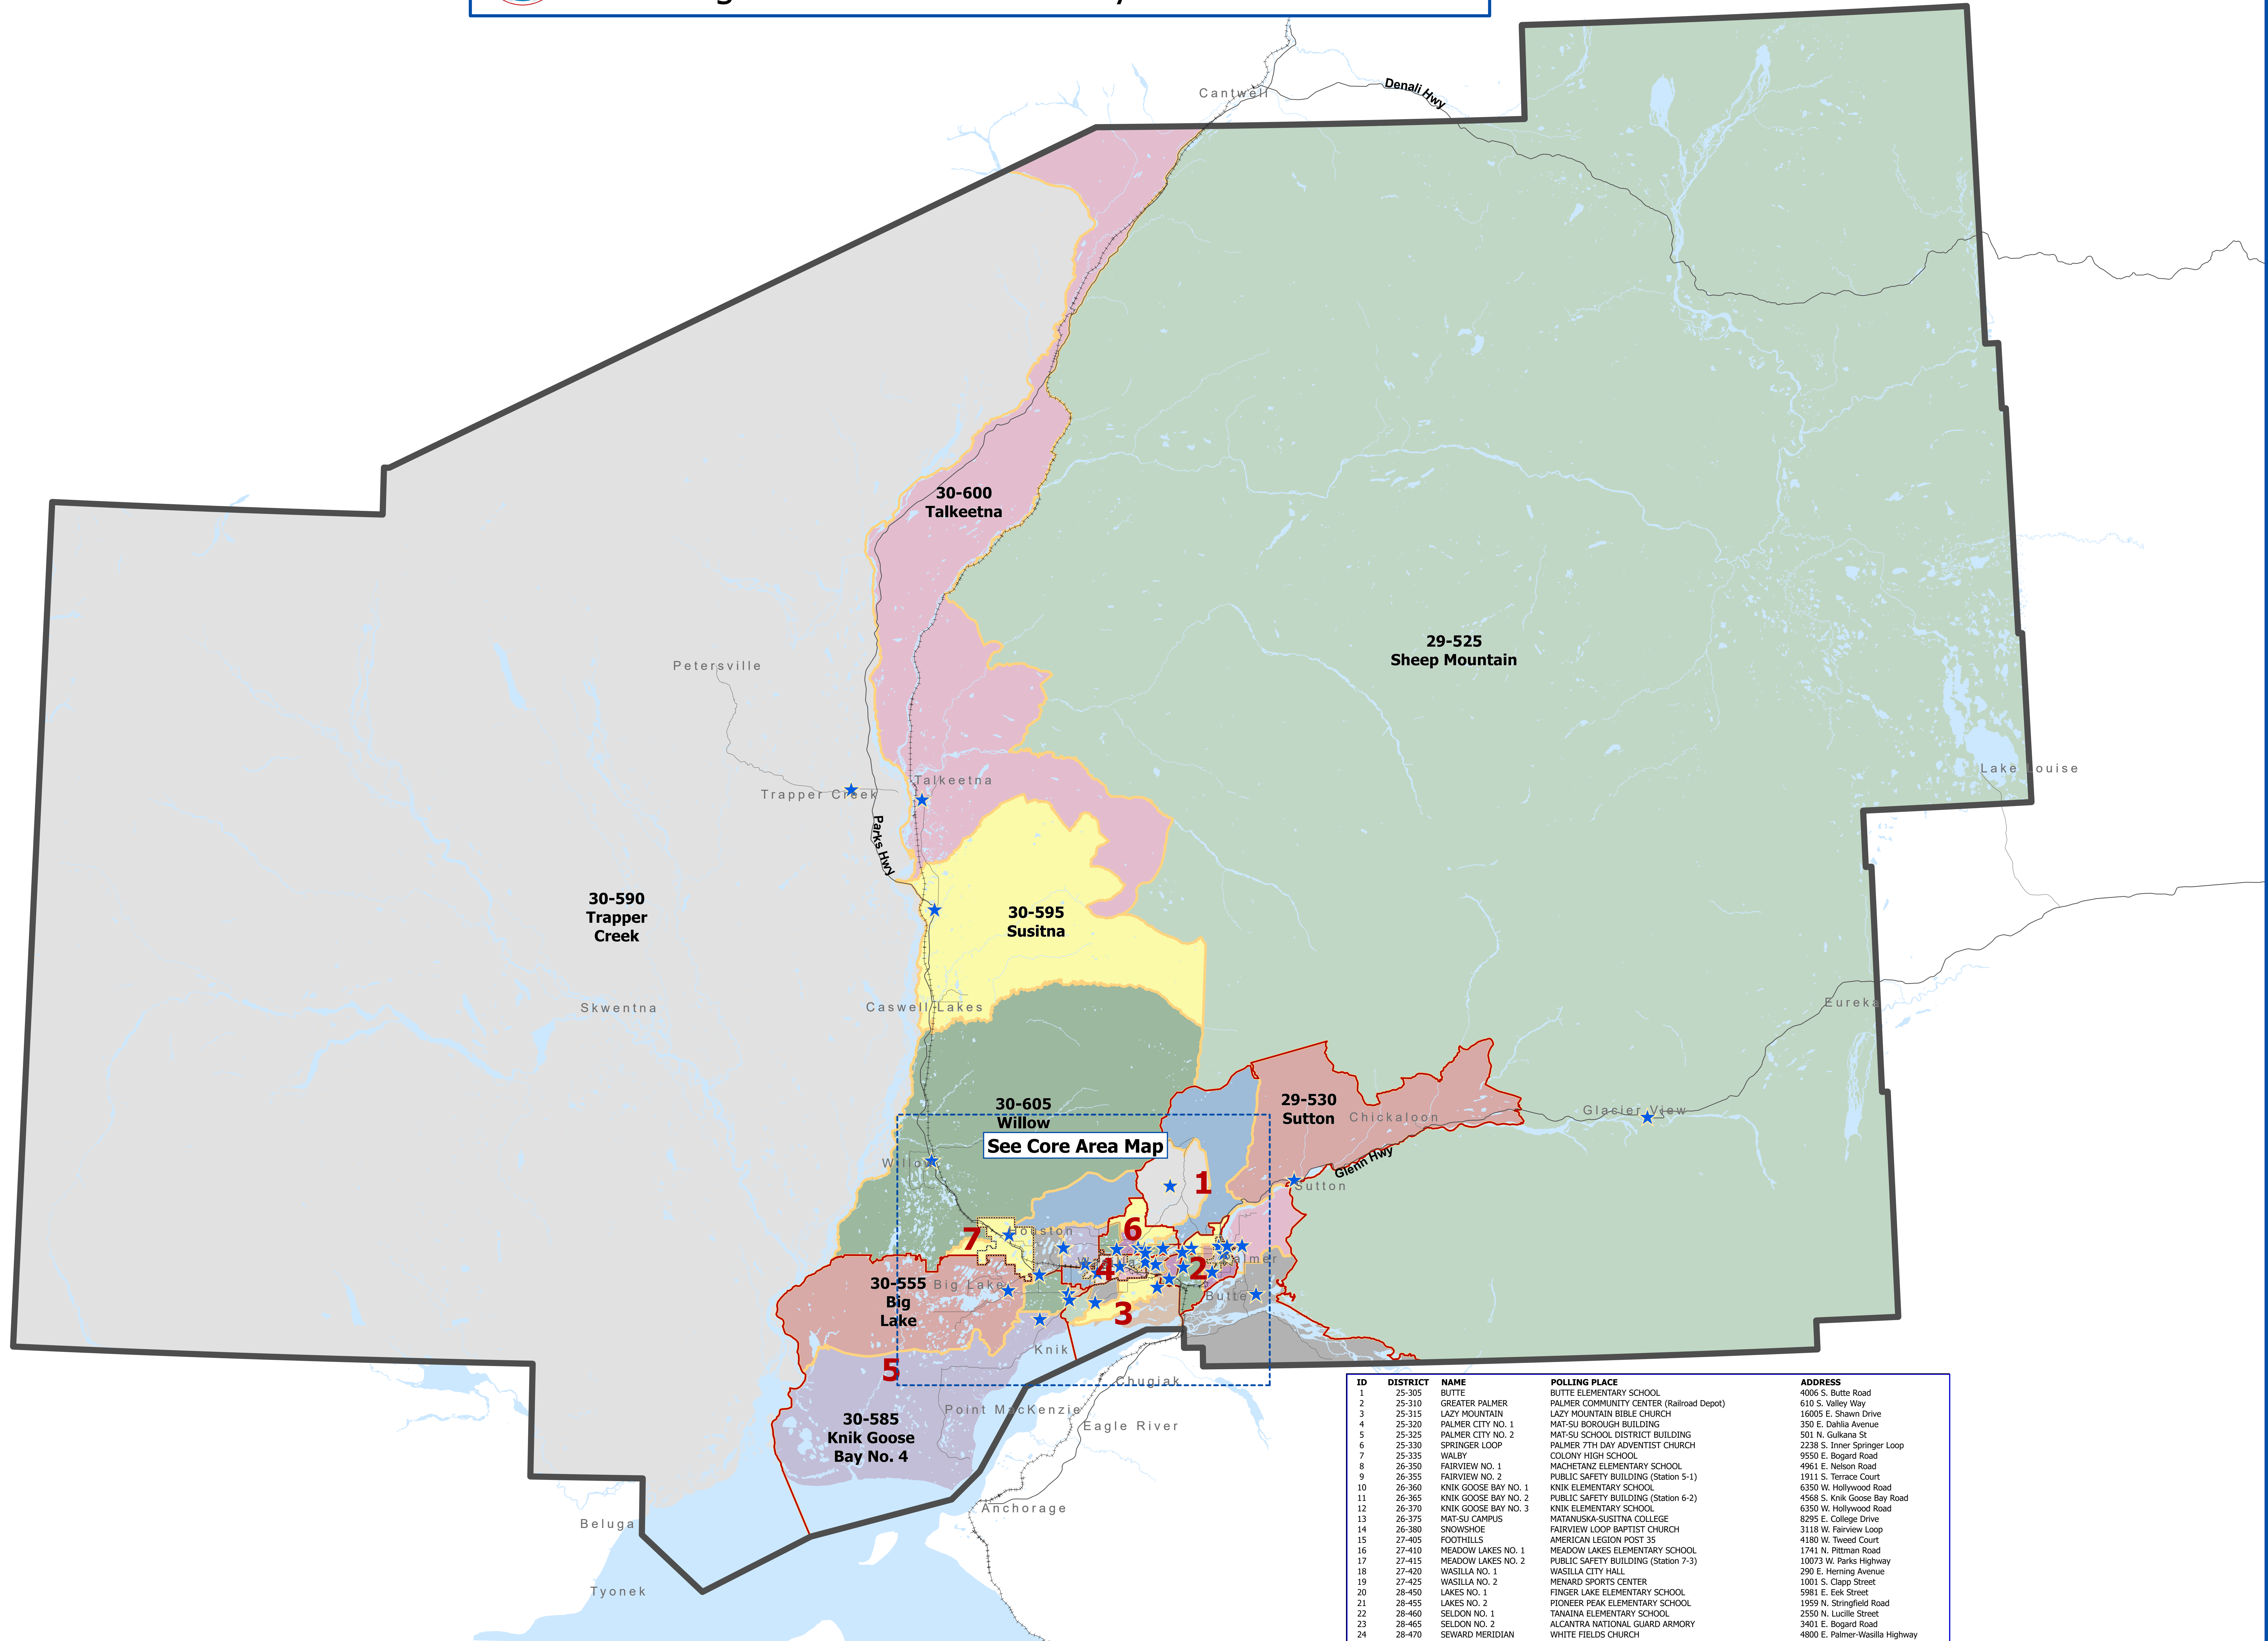 Cantwell
Denali Hwy
30-600
Talkeetna
29-525
Sheep Mountain
Petersville
Lake Louise
Talkeetna
Trapper Creek
Parks Hwy
30-590
Trapper
Creek
30-595
Susitna
Skwentna
Caswell Lakes
Eureka
30-605
Willow
29-530
Sutton
Chickaloon
Glacier View
See Core Area Map
Willow
Glenn Hwy
1
Sutton
7
Houston
6
Wasilla
4
2
Palmer
30-555
Big
Lake
Big Lake
Butte
3
Knik
5
Chugiak
30-585
Knik Goose
Bay No. 4
Point MacKenzie
Eagle River
Anchorage
Beluga
Tyonek
ID DISTRICT NAME POLLING PLACE ADDRESS
1 25-305 BUTTE BUTTE ELEMENTARY SCHOOL 4006 S. Butte Road
2 25-310 GREATER PALMER PALMER COMMUNITY CENTER (Railroad Depot) 610 S. Valley Way
3 25-315 LAZY MOUNTAIN LAZY MOUNTAIN BIBLE CHURCH 16005 E. Shawn Drive
4 25-320 PALMER CITY NO. 1 MAT-SU BOROUGH BUILDING 350 E. Dahlia Avenue
5 25-325 PALMER CITY NO. 2 MAT-SU SCHOOL DISTRICT BUILDING 501 N. Gulkana St
6 25-330 SPRINGER LOOP PALMER 7TH DAY ADVENTIST CHURCH 2238 S. Inner Springer Loop
7 25-335 WALBY COLONY HIGH SCHOOL 9550 E. Bogard Road
8 26-350 FAIRVIEW NO. 1 MACHETANZ ELEMENTARY SCHOOL 4961 E. Nelson Road
9 26-355 FAIRVIEW NO. 2 PUBLIC SAFETY BUILDING (Station 5-1) 1911 S. Terrace Court
10 26-360 KNIK GOOSE BAY NO. 1 KNIK ELEMENTARY SCHOOL 6350 W. Hollywood Road
11 26-365 KNIK GOOSE BAY NO. 2 PUBLIC SAFETY BUILDING (Station 6-2) 4568 S. Knik Goose Bay Road
12 26-370 KNIK GOOSE BAY NO. 3 KNIK ELEMENTARY SCHOOL 6350 W. Hollywood Road
13 26-375 MAT-SU CAMPUS MATANUSKA-SUSITNA COLLEGE 8295 E. College Drive
14 26-380 SNOWSHOE FAIRVIEW LOOP BAPTIST CHURCH 3118 W. Fairview Loop
15 27-405 FOOTHILLS AMERICAN LEGION POST 35 4180 W. Tweed Court
16 27-410 MEADOW LAKES NO. 1 MEADOW LAKES ELEMENTARY SCHOOL 1741 N. Pittman Road
17 27-415 MEADOW LAKES NO. 2 PUBLIC SAFETY BUILDING (Station 7-3) 10073 W. Parks Highway
18 27-420 WASILLA NO. 1 WASILLA CITY HALL 290 E. Herning Avenue
19 27-425 WASILLA NO. 2 MENARD SPORTS CENTER 1001 S. Clapp Street
20 28-450 LAKES NO. 1 FINGER LAKE ELEMENTARY SCHOOL 5981 E. Eek Street
21 28-455 LAKES NO. 2 PIONEER PEAK ELEMENTARY SCHOOL 1959 N. Stringfield Road
22 28-460 SELDON NO. 1 TANAINA ELEMENTARY SCHOOL 2550 N. Lucille Street
23 28-465 SELDON NO. 2 ALCANTRA NATIONAL GUARD ARMORY 3401 E. Bogard Road
24 28-470 SEWARD MERIDIAN WHITE FIELDS CHURCH 4800 E. Palmer-Wasilla Highway